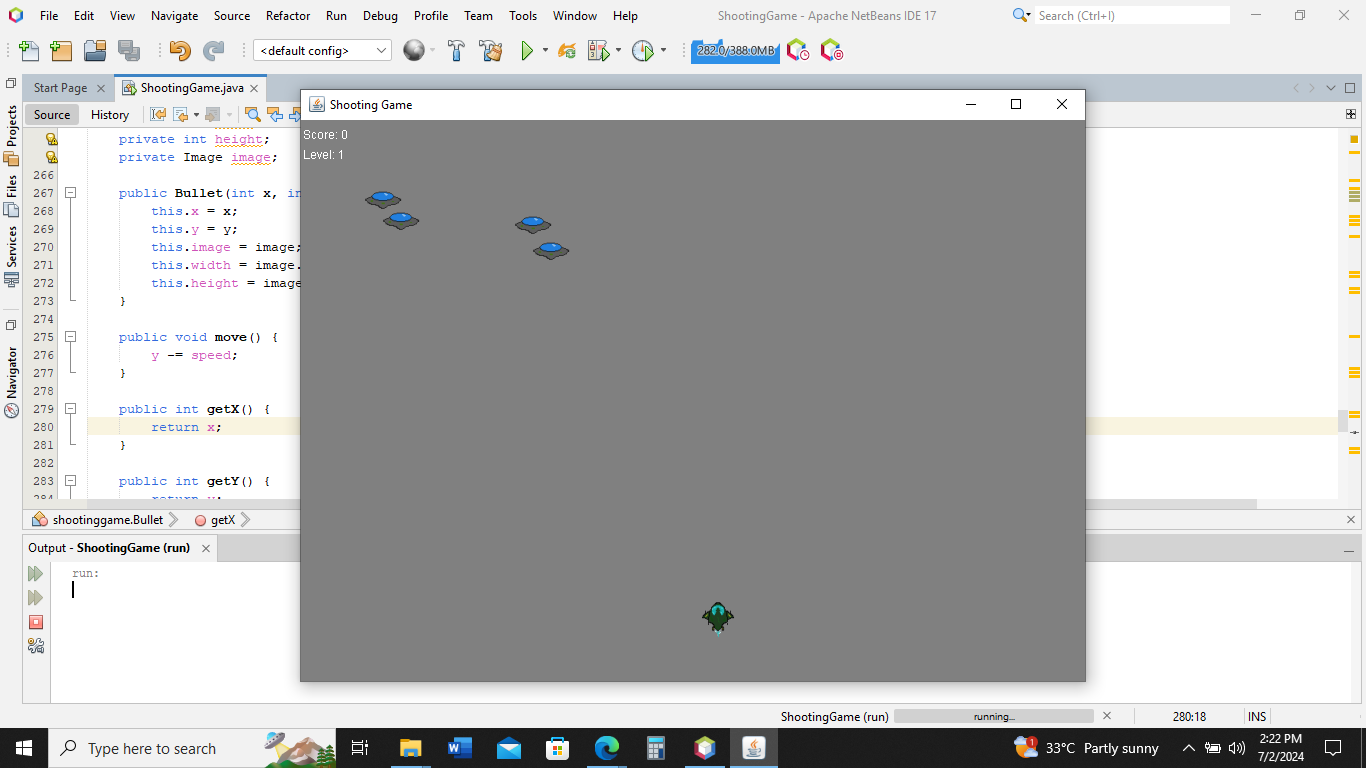 File Edit View Navigate Source Refactor Run Debug Profile Team Tools Window Help
ShootingGame - Apache NetBeans IDE 17
Search (Ctrl+I)
<default config>
282.0/388.0MB
Start Page
ShootingGame.java
Source History
Projects
Files
Services
Navigator
private int height;
private Image image;
266
267 public Bullet(int x, in
268 this.x = x;
269 this.y = y;
270 this.image = image;
271 this.width = image.
272 this.height = image
273 }
274
275 public void move() {
276 y -= speed;
277 }
278
279 public int getX() {
280 return x;
281 }
282
283 public int getY() {
284 return y;
shootinggame.Bullet getX
Shooting Game
Score: 0
Level: 1
Output - ShootingGame (run)
run:
ShootingGame (run)
running...
280:18
INS
Type here to search
33°C Partly sunny
2:22 PM
7/2/2024